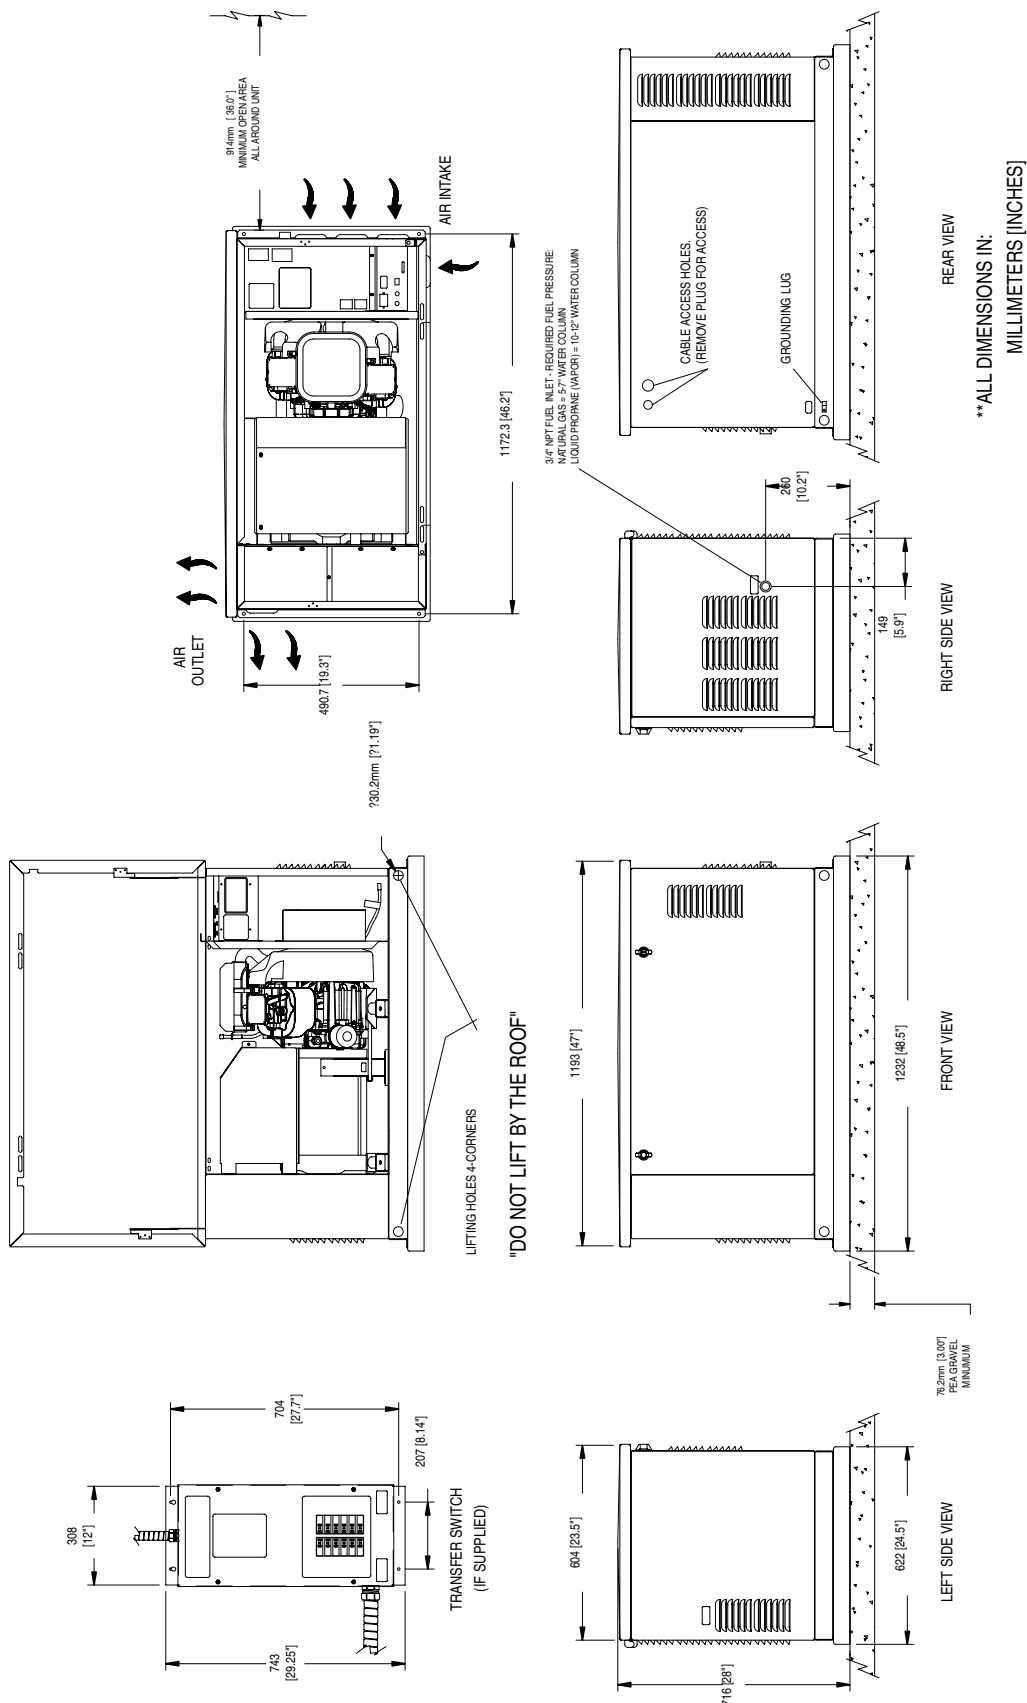 743
[29.25"]
308
[12"]
704
[27.7"]
207 [8.14"]
TRANSFER SWITCH
(IF SUPPLIED)
LIFTING HOLES 4-CORNERS
"DO NOT LIFT BY THE ROOF"
?30.2mm [?1.19"]
AIR
OUTLET
490.7 [19.3"]
1172.3 [46.2"]
AIR INTAKE
914mm [ 36.0"]
MINIMUM OPEN AREA
ALL AROUND UNIT
716 [28"]
604 [23.5"]
622 [24.5"]
LEFT SIDE VIEW
76.2mm [3.00"]
PEA GRAVEL
MINUMUM
1193 [47"]
1232 [48.5"]
FRONT VIEW
3/4" NPT FUEL INLET - REQUIRED FUEL PRESSURE:
NATURAL GAS = 5-7" WATER COLUMN
LIQUID PROPANE (VAPOR) = 10-12" WATER COLUMN
149
[5.9"]
260
[10.2"]
RIGHT SIDE VIEW
CABLE ACCESS HOLES.
(REMOVE PLUG FOR ACCESS)
GROUNDING LUG
REAR VIEW
**ALL DIMENSIONS IN:
MILLIMETERS [INCHES]